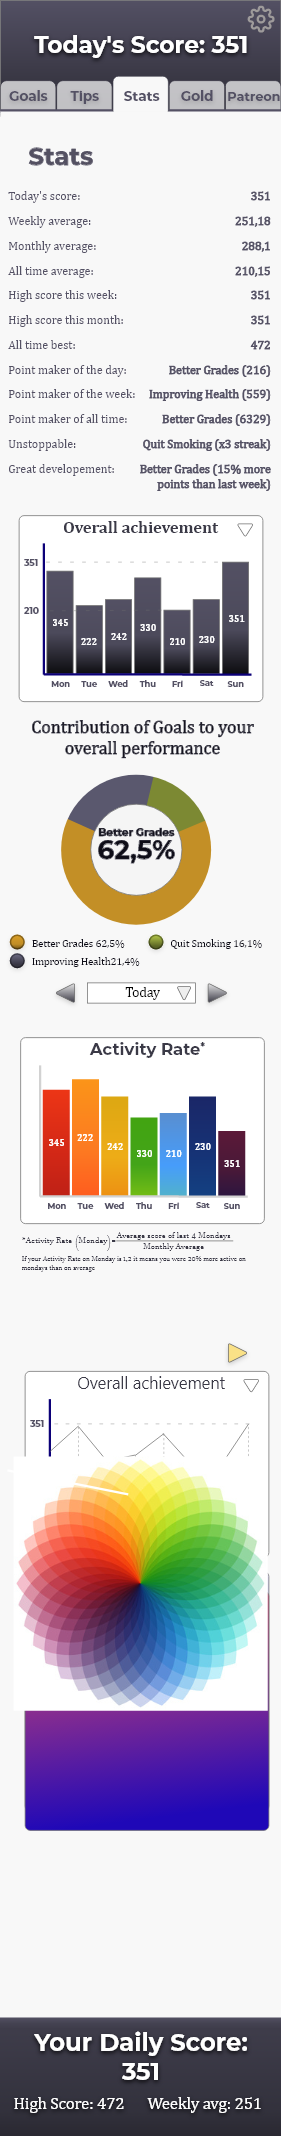 Today's Score: 351
Goals Tips Stats Gold Patreon
Stats
Today's score: 351
Weekly average: 251,18
Monthly average: 288,1
All time average: 210,15
High score this week: 351
High score this month: 351
All time best: 472
Point maker of the day: Better Grades (216)
Point maker of the week: Improving Health (559)
Point maker of all time: Better Grades (6329)
Unstoppable: Quit Smoking (x3 streak)
Great developement: Better Grades (15% more
points than last week)
Overall achievement
351
210
345 222 242 330 210 230 351
Mon Tue Wed Thu Fri Sat Sun
Contribution of Goals to your
overall performance
Better Grades
62,5%
Better Grades 62,5% Quit Smoking 16,1%
Improving Health21,4%
Today
Activity Rate*
345 222 242 330 210 230 351
Mon Tue Wed Thu Fri Sat Sun
*Activity Rate (Monday)=Average score of last 4 Mondays
Monthly Average
If your Activity Rate on Monday is 1,2 it means you were 20% more active on
mondays than on average
Overall achievement
351
Your Daily Score:
351
High Score: 472 Weekly avg: 251